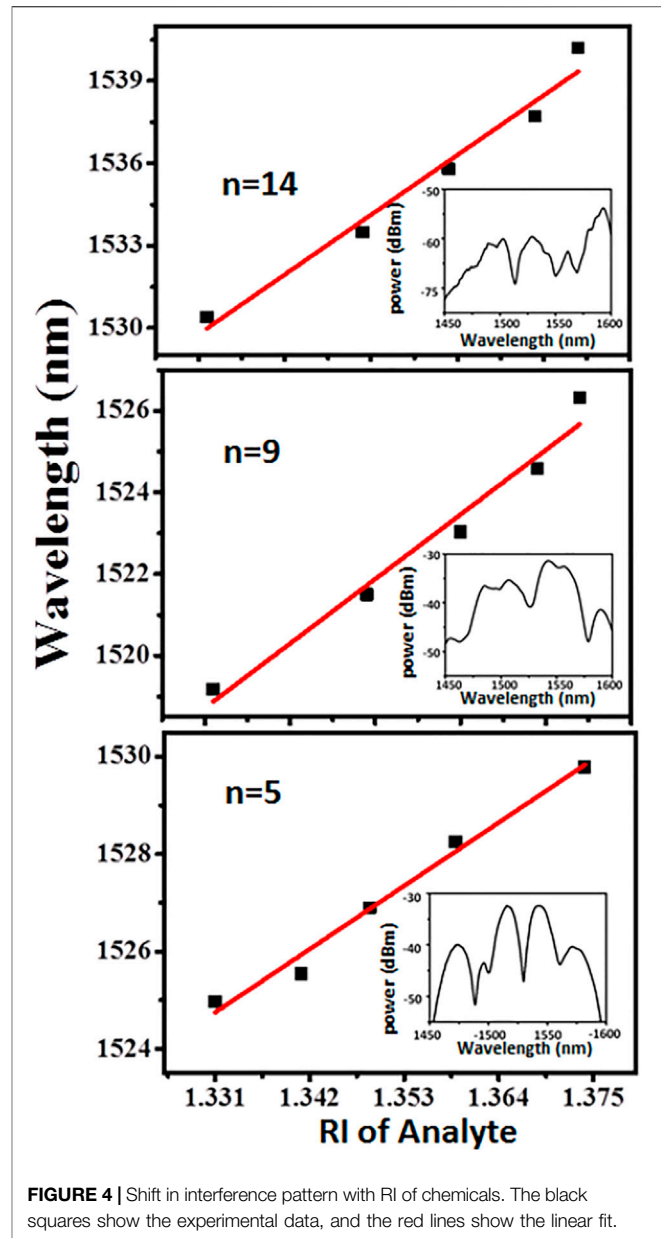 Wavelength (nm)
1539
1536
1533
1530
n=14
-50
-60
-75
power (dBm)
1450 1500 1550 1600
Wavelength (nm)
1526
1524
1522
1520
n=9
-30
-40
-50
power (dBm)
1450 1500 1550 1600
Wavelength (nm)
1530
1528
1526
1524
n=5
-30
-40
-50
power (dBm)
1450 -1500 1550 -1600
Wavelength (nm)
1.331 1.342 1.353 1.364 1.375
RI of Analyte
FIGURE 4 | Shift in interference pattern with RI of chemicals. The black
squares show the experimental data, and the red lines show the linear fit.